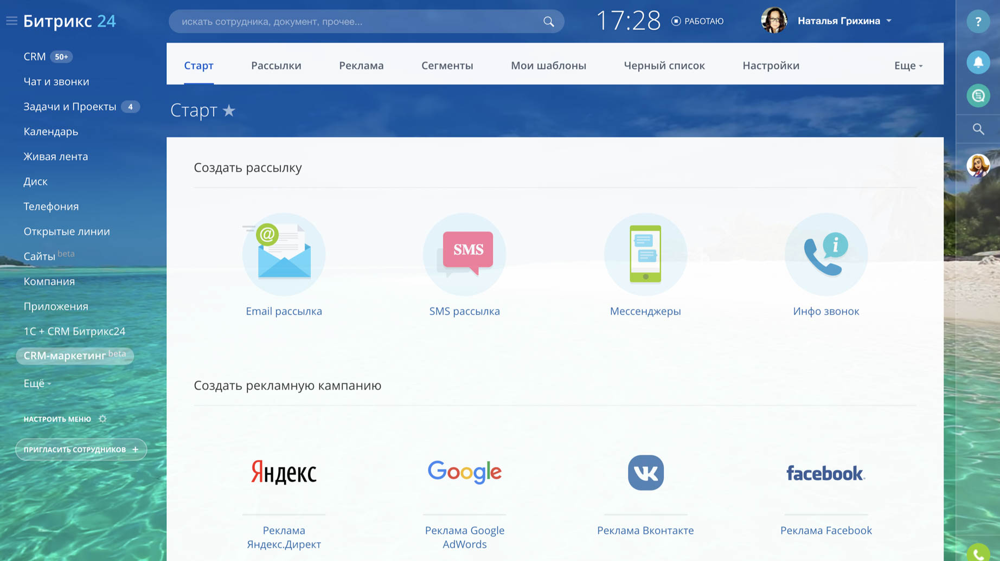 Битрикс 24
искать сотрудника, документ, прочее...
17:28
РАБОТАЮ
Наталья Грихина
?
CRM 50+
Чат и звонки
Задачи и Проекты 4
Календарь
Живая лента
Диск
Телефония
Открытые линии
Сайты beta
Компания
Приложения
1С + CRM Битрикс24
CRM-маркетинг beta
Ещё
НАСТРОИТЬ МЕНЮ
ПРИГЛАСИТЬ СОТРУДНИКОВ +
Старт
Рассылки
Реклама
Сегменты
Мои шаблоны
Черный список
Настройки
Еще
Старт
Создать рассылку
@
SMS
i
Email рассылка
SMS рассылка
Мессенджеры
Инфо звонок
Создать рекламную кампанию
Яндекс
Google
VK
facebook
Реклама
Яндекс.Директ
Реклама Google
AdWords
Реклама Вконтакте
Реклама Facebook